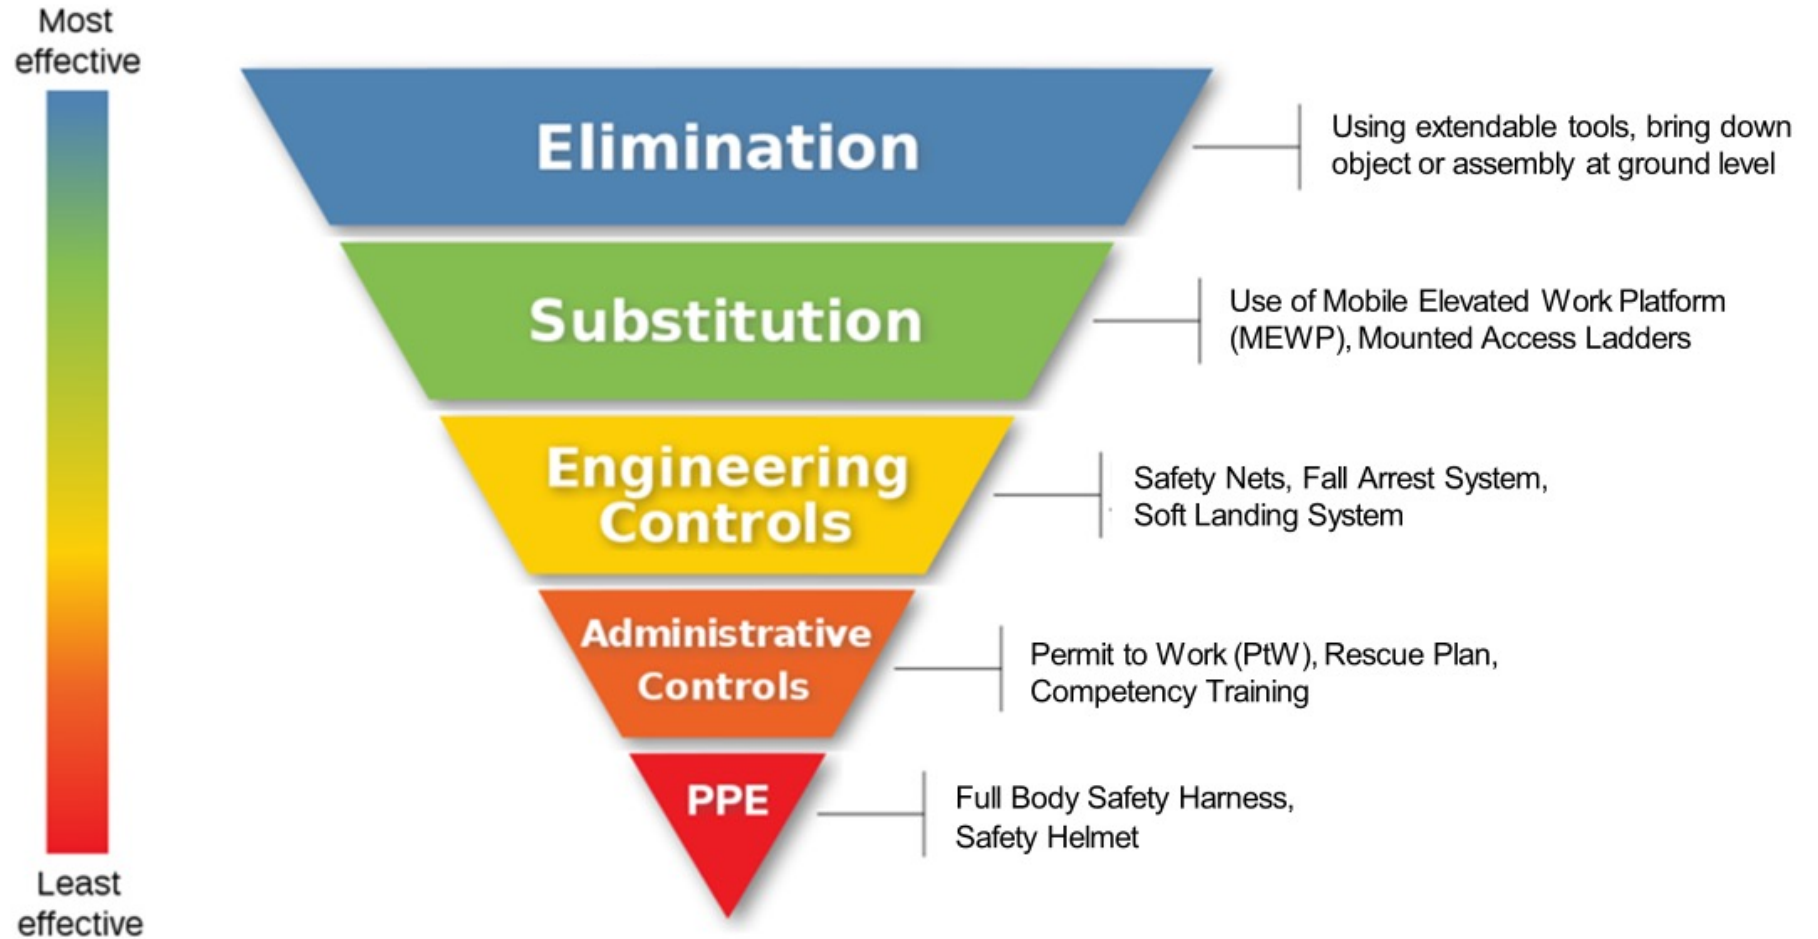 Most
effective
Elimination
Using extendable tools, bring down
object or assembly at ground level
Substitution
Use of Mobile Elevated Work Platform
(MEWP), Mounted Access Ladders
Engineering
Controls
Safety Nets, Fall Arrest System,
Soft Landing System
Administrative
Controls
Permit to Work (PtW), Rescue Plan,
Competency Training
PPE
Full Body Safety Harness,
Safety Helmet
Least
effective